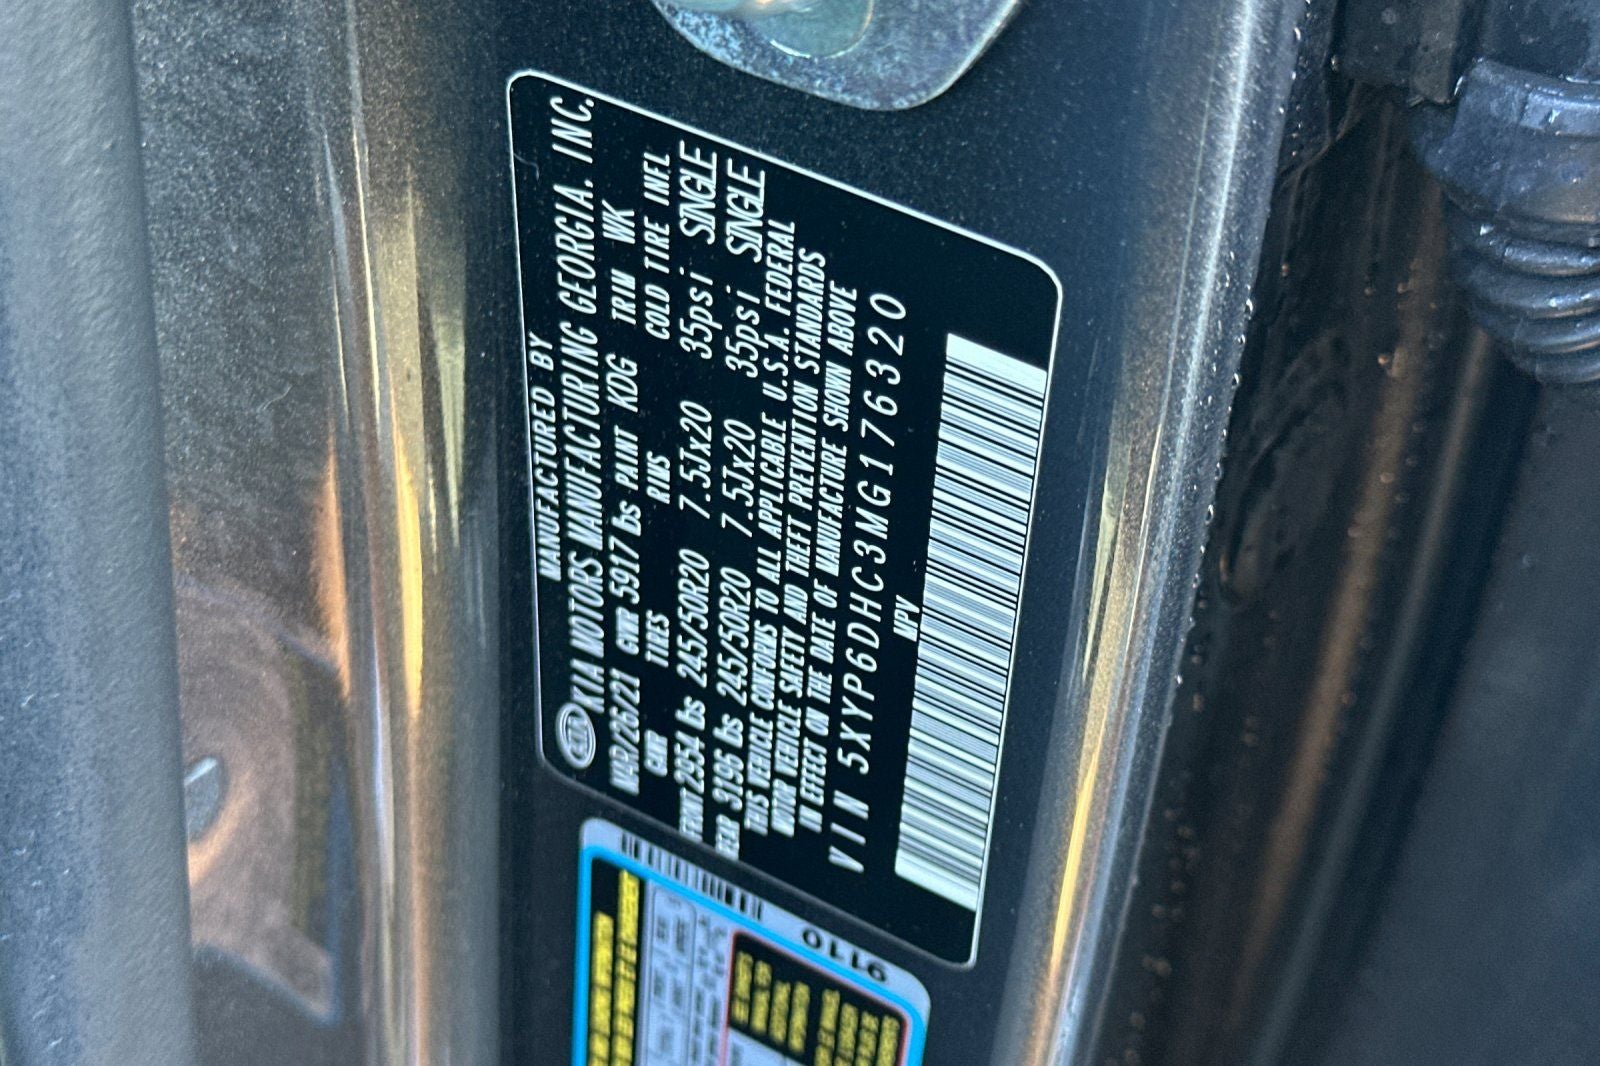 MANUFACTURED BY
KIA KIA MOTORS MANUFACTURING GEORGIA. INC.
MAR/26/21 GVWR 5917 lbs PAINT KDG TRIM WK
GAWR TIRES RIMS COLD TIRE INFL
FRONT 2954 lbs 245/50R20 7.5Jx20 35psi SINGLE
REAR 3196 lbs 245/50R20 7.5Jx20 35psi SINGLE
THIS VEHICLE CONFORMS TO ALL APPLICABLE U.S.A. FEDERAL
MOTOR VEHICLE SAFETY AND THEFT PREVENTION STANDARDS
IN EFFECT ON THE DATE OF MANUFACTURE SHOWN ABOVE
VIN 5XYP6DHC3MG176320
MPV
9110